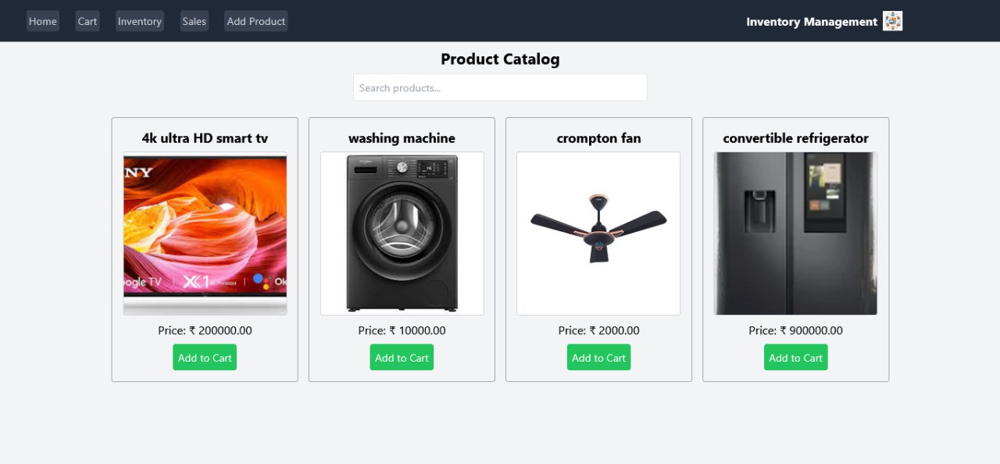 Home Cart Inventory Sales Add Product Inventory Management
Product Catalog
Search products...
4k ultra HD smart tv washing machine crompton fan convertible refrigerator
NY
oogle TV | X1 | Ok
Price: ₹ 200000.00 Price: ₹ 10000.00 Price: ₹ 2000.00 Price: ₹ 900000.00
Add to Cart Add to Cart Add to Cart Add to Cart